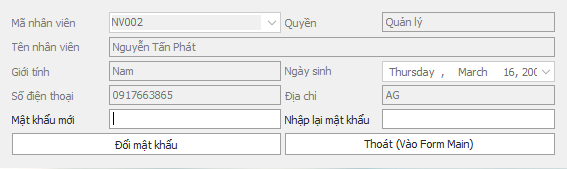 Mã nhân viên NV002 Quyền Quản lý
Tên nhân viên Nguyễn Tấn Phát
Giới tính Nam Ngày sinh Thursday , March 16, 200
Số điện thoại 0917663865 Địa chỉ AG
Mật khẩu mới Nhập lại mật khẩu
Đổi mật khẩu Thoát (Vào Form Main)